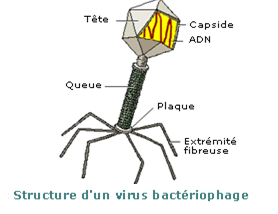 Tête
Capside
ADN
Queue
Plaque
Extrémité
fibreuse
Structure d'un virus bactériophage